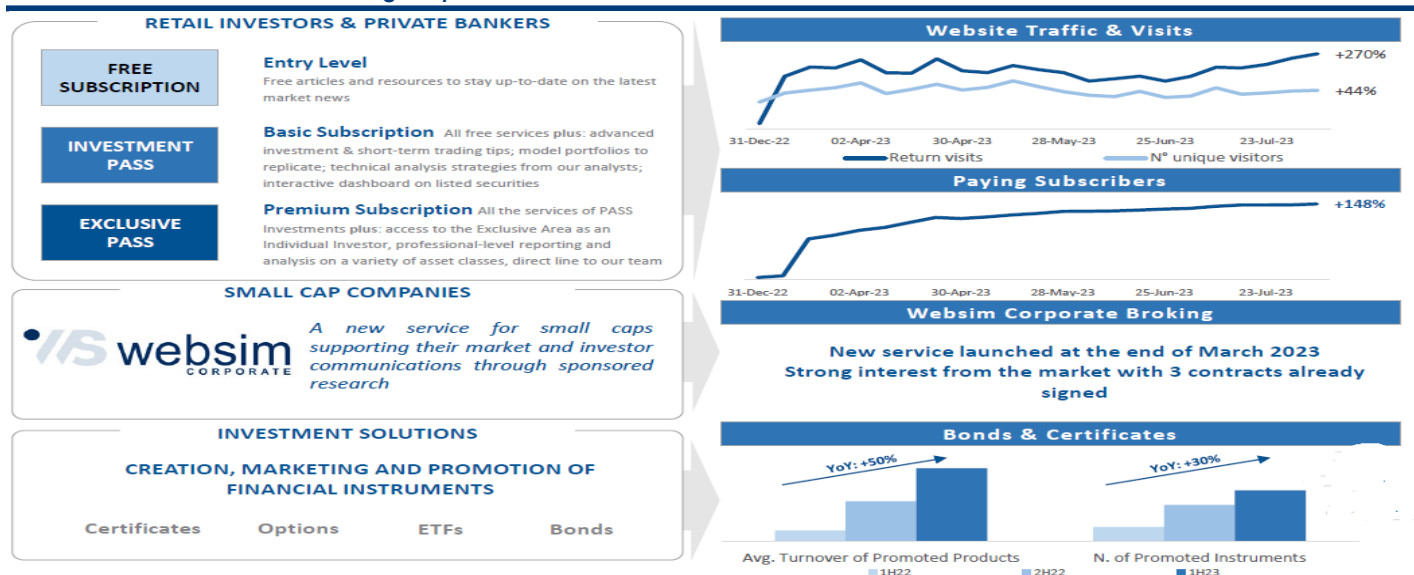 RETAIL INVESTORS & PRIVATE BANKERS
FREE
SUBSCRIPTION
Entry Level
Free articles and resources to stay up-to-date on the latest
market news
INVESTMENT
PASS
Basic Subscription All free services plus: advanced
investment & short-term trading tips; model portfolios to
replicate; technical analysis strategies from our analysts;
interactive dashboard on listed securities
EXCLUSIVE
PASS
Premium Subscription All the services of PASS
Investments plus: access to the Exclusive Area as an
Individual Investor, professional-level reporting and
analysis on a variety of asset classes, direct line to our team
SMALL CAP COMPANIES
websim
CORPORATE
A new service for small caps
supporting their market and investor
communications through sponsored
research
INVESTMENT SOLUTIONS
CREATION, MARKETING AND PROMOTION OF
FINANCIAL INSTRUMENTS
Certificates Options ETFs Bonds
Website Traffic & Visits
+270%
+44%
31-Dec-22 02-Apr-23 30-Apr-23 28-May-23 25-Jun-23 23-Jul-23
Return visits N° unique visitors
Paying Subscribers
+148%
31-Dec-22 02-Apr-23 30-Apr-23 28-May-23 25-Jun-23 23-Jul-23
Websim Corporate Broking
New service launched at the end of March 2023
Strong interest from the market with 3 contracts already
signed
Bonds & Certificates
YoY: +50%
YoY: +30%
Avg. Turnover of Promoted Products N. of Promoted Instruments
1H22 2H22 1H23